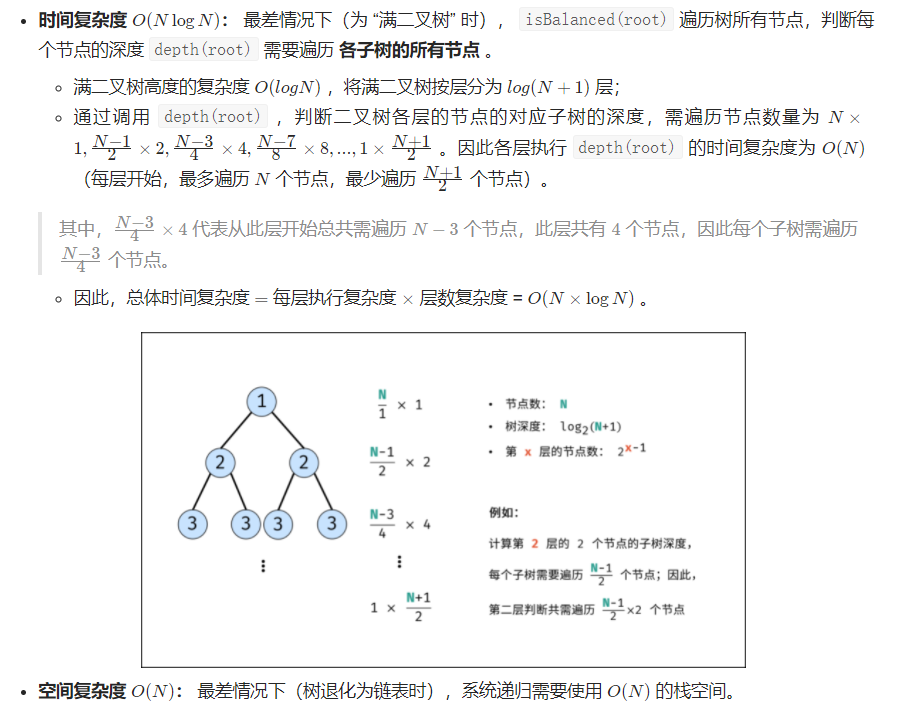 • 时间复杂度 O(N log N)： 最差情况下（为 “满二叉树” 时）， isBalanced(root) 遍历树所有节点，判断每
个节点的深度 depth(root) 需要遍历 各子树的所有节点 。
◦ 满二叉树高度的复杂度 O(logN) ，将满二叉树按层分为 log(N + 1) 层；
◦ 通过调用 depth(root) ，判断二叉树各层的节点的对应子树的深度，需遍历节点数量为 N ×
1, \frac{N-1}{2} × 2, \frac{N-3}{4} × 4, \frac{N-7}{8} × 8, ..., 1 × \frac{N+1}{2} 。因此各层执行 depth(root) 的时间复杂度为 O(N)
（每层开始，最多遍历 N 个节点，最少遍历 \frac{N+1}{2} 个节点）。
其中，\frac{N-3}{4} × 4 代表从此层开始总共需遍历 N − 3 个节点，此层共有 4 个节点，因此每个子树需遍历
\frac{N-3}{4} 个节点。
◦ 因此，总体时间复杂度 = 每层执行复杂度 × 层数复杂度 = O(N × log N) 。
1
2 2
3 3 3 3
⋮
\frac{N}{1} × 1
\frac{N-1}{2} × 2
\frac{N-3}{4} × 4
⋮
1 × \frac{N+1}{2}
• 节点数： N
• 树深度： log₂(N+1)
• 第 x 层的节点数： 2^{x-1}
例如：
计算第 2 层的 2 个节点的子树深度，
每个子树需要遍历 \frac{N-1}{2} 个节点；因此，
第二层判断共需遍历 \frac{N-1}{2}×2 个节点
• 空间复杂度 O(N)： 最差情况下（树退化为链表时），系统递归需要使用 O(N) 的栈空间。